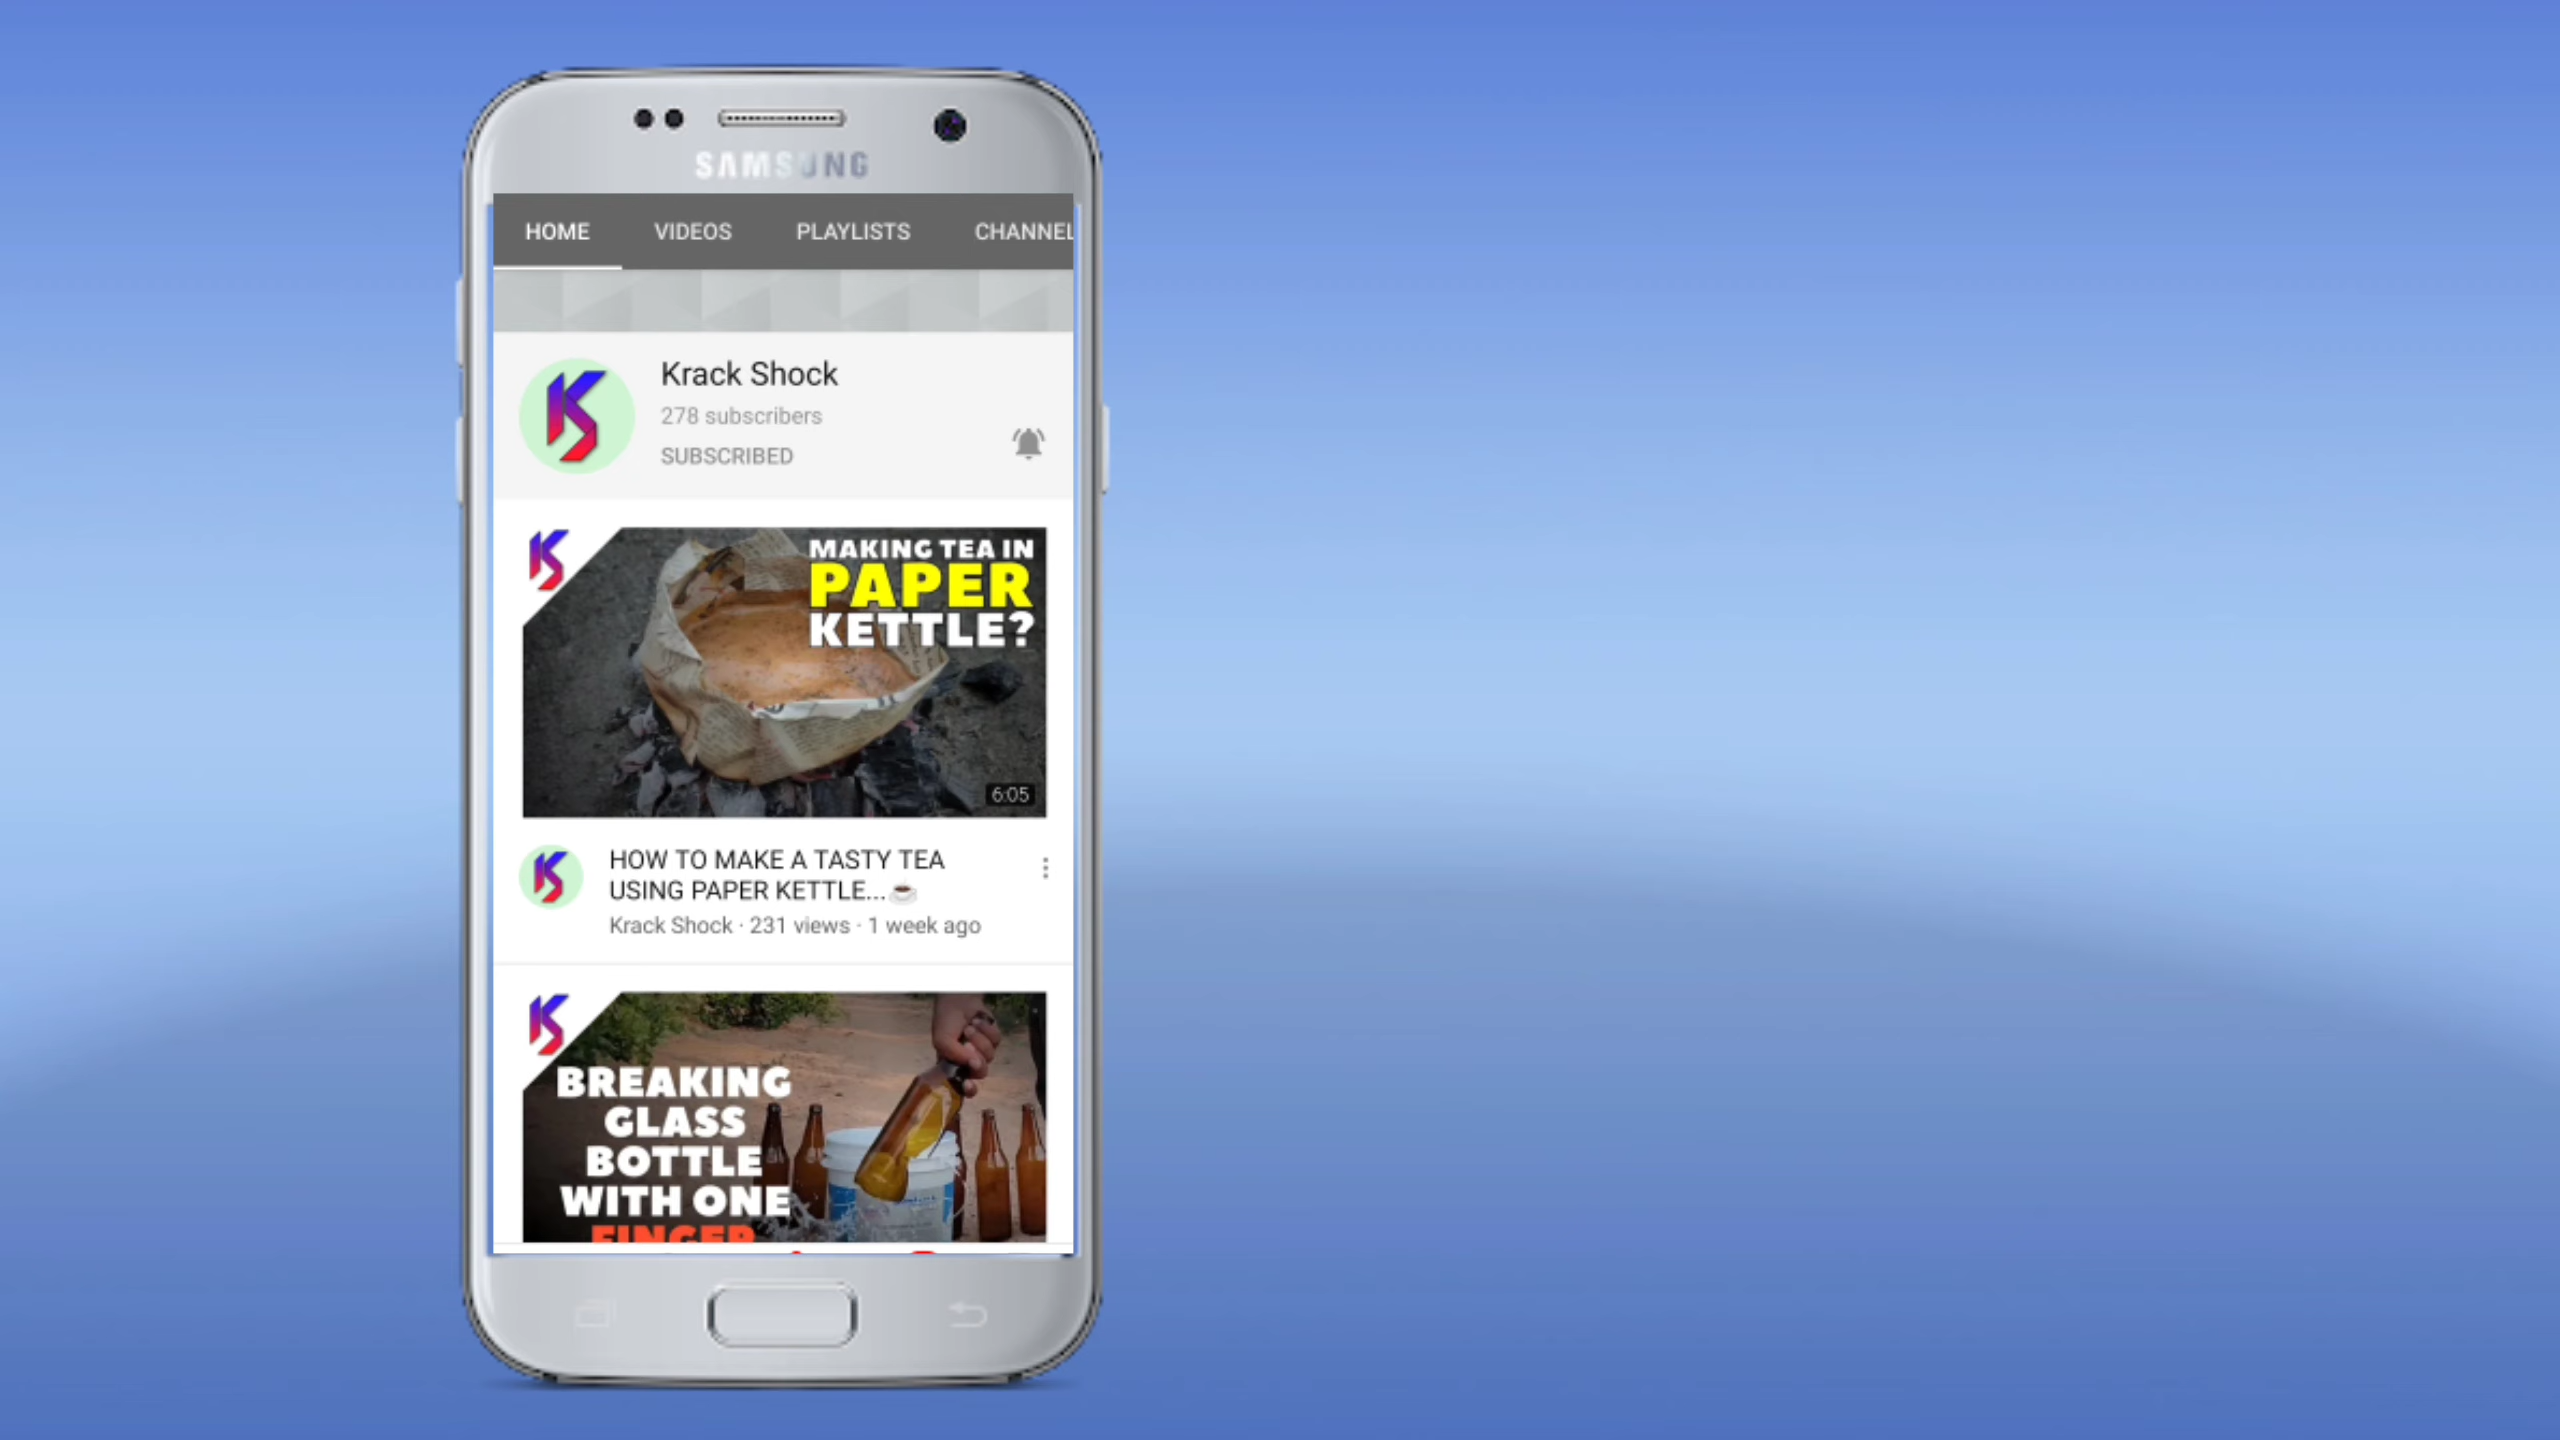 SAMSUNG
HOME VIDEOS PLAYLISTS CHANNEL
Krack Shock
278 subscribers
SUBSCRIBED
MAKING TEA IN
PAPER
KETTLE?
6:05
HOW TO MAKE A TASTY TEA
USING PAPER KETTLE...☕
Krack Shock · 231 views · 1 week ago
BREAKING
GLASS
BOTTLE
WITH ONE
FINGER